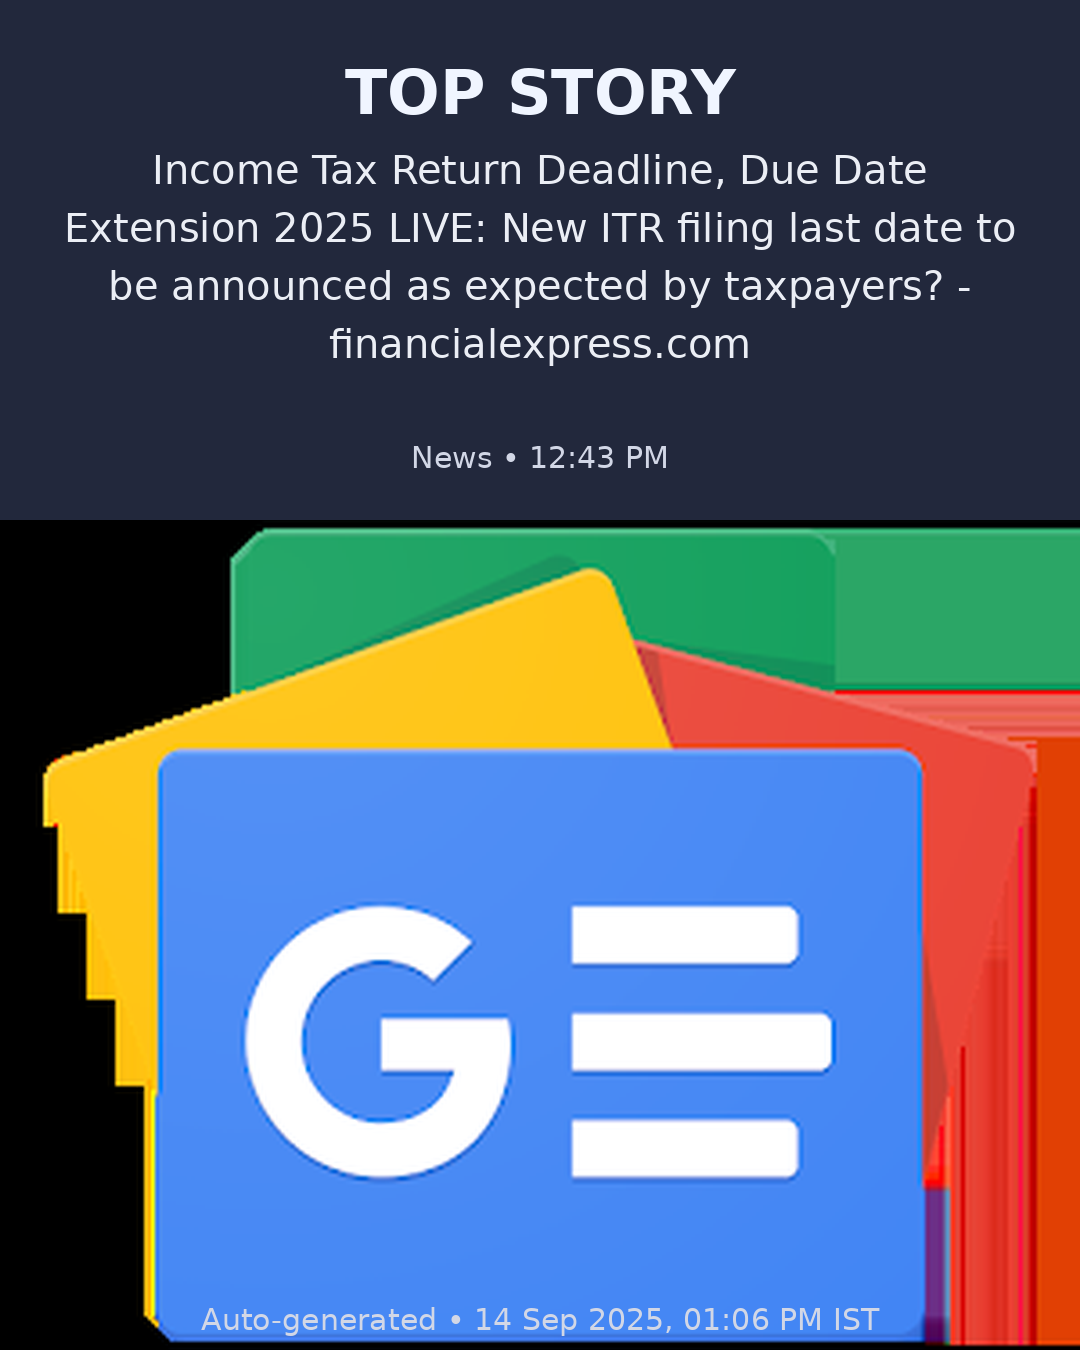 TOP STORY
Income Tax Return Deadline, Due Date
Extension 2025 LIVE: New ITR filing last date to
be announced as expected by taxpayers? -
financialexpress.com
News • 12:43 PM
G
Auto-generated • 14 Sep 2025, 01:06 PM IST